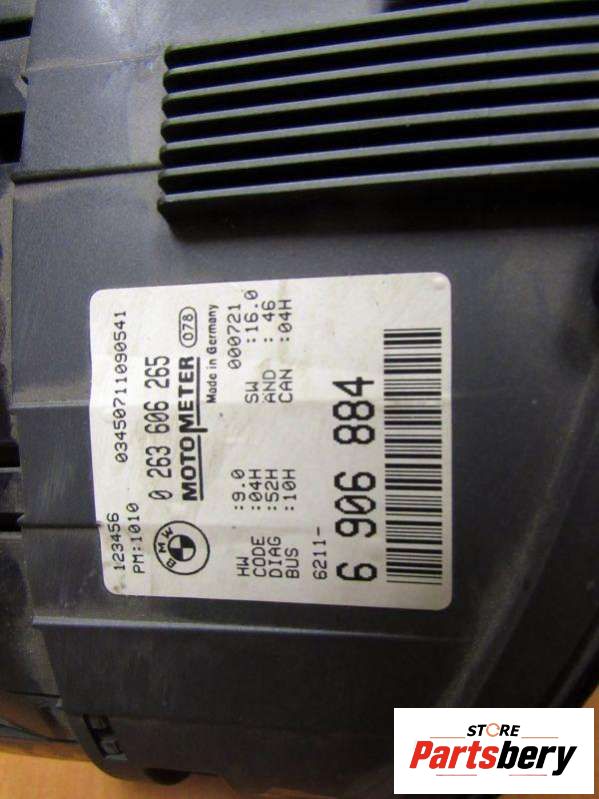 123456 03450711090541
PM:1010
BMW 0 263 606 265
MOTOMETER 078
Made in Germany
000721
HW :9.0 SW :16.0
CODE :04H AND : 46
DIAG :52H CAN :04H
BUS :10H
6211-
6 906 884
STORE
Partsbery